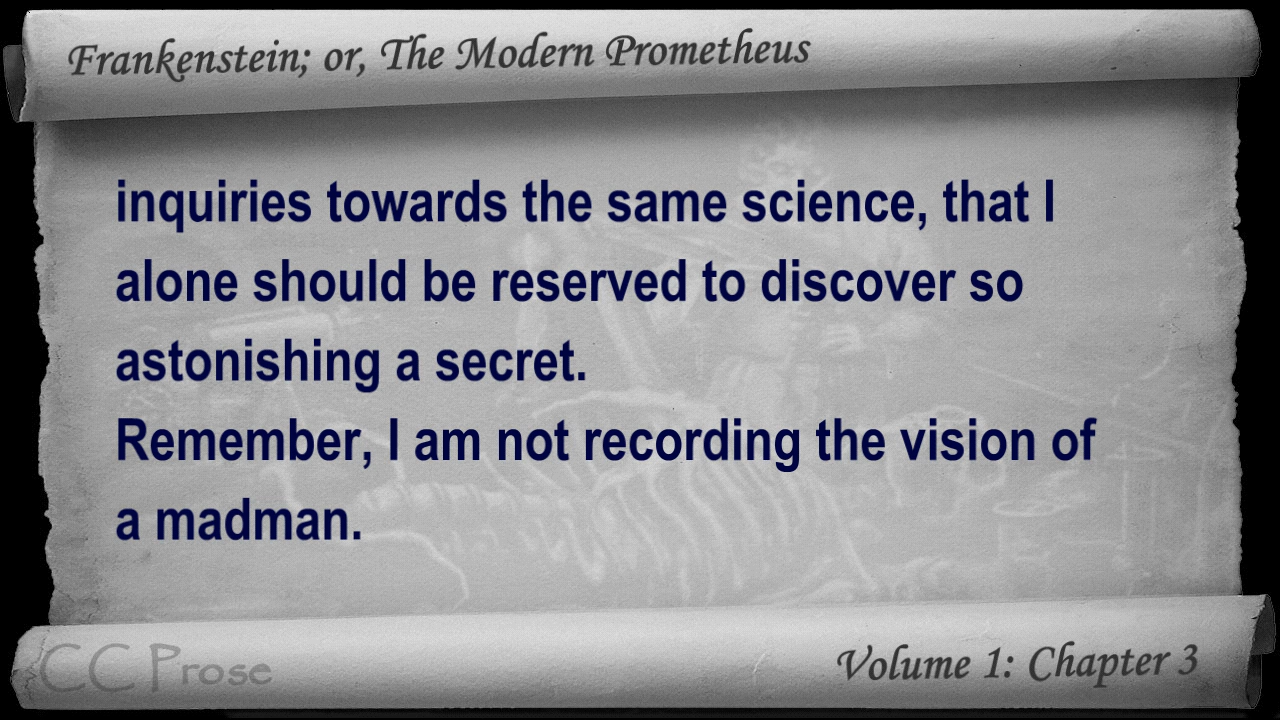 Frankenstein; or, The Modern Prometheus
inquiries towards the same science, that I
alone should be reserved to discover so
astonishing a secret.
Remember, I am not recording the vision of
a madman.
CC Prose
Volume 1: Chapter 3